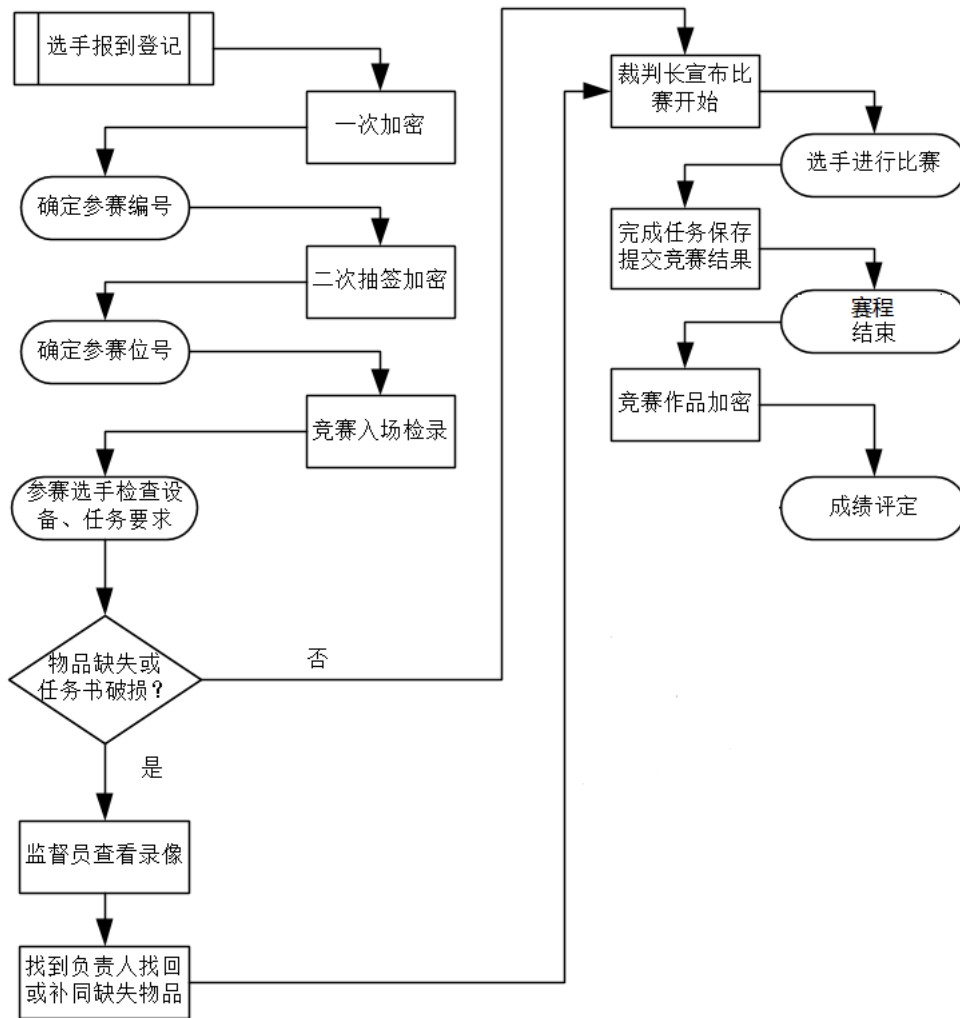 选手报到登记
一次加密
确定参赛编号
二次抽签加密
确定参赛位号
竞赛入场检录
参赛选手检查设
备、任务要求
物品缺失或
任务书破损？
否
是
监督员查看录像
找到负责人找回
或补同缺失物品
裁判长宣布比
赛开始
选手进行比赛
完成任务保存
提交竞赛结果
赛程
结束
竞赛作品加密
成绩评定